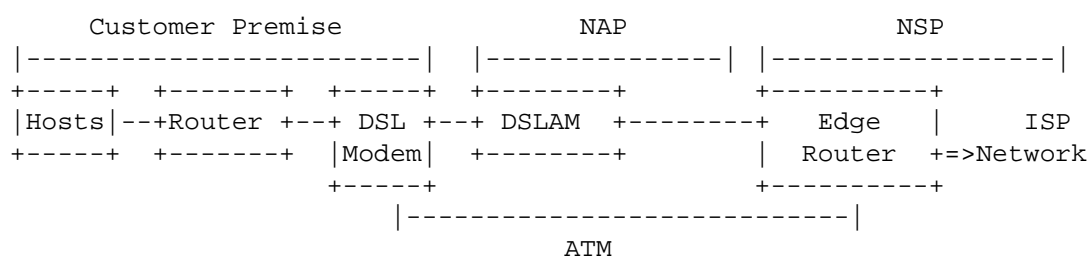 Customer Premise NAP NSP
|-------------------------| |---------------| |------------------|
+-----+ +-------+ +-----+ +--------+ +----------+
|Hosts|--+Router +--+ DSL +--+ DSLAM +--------+ Edge | ISP
+-----+ +-------+ |Modem| +--------+ | Router +=>Network
+-----+ +----------+
|----------------------------|
ATM